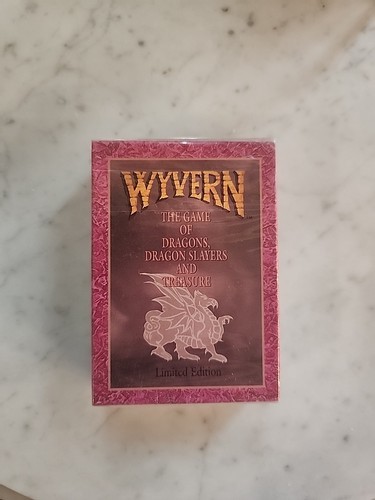 WYVERN
THE GAME
OF
DRAGONS,
DRAGON SLAYERS
AND
TREASURE
Limited Edition